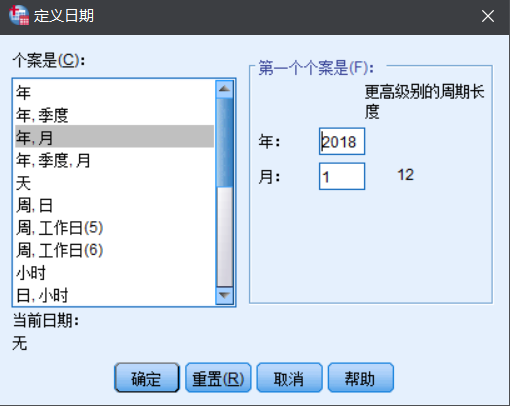 定义日期
个案是(C):
年
年, 季度
年, 月
年, 季度, 月
天
周, 日
周, 工作日(5)
周, 工作日(6)
小时
日, 小时
当前日期:
无
第一个个案是(F):
更高级别的周期长
度
年: 2018
月: 1 12
确定 重置(R) 取消 帮助